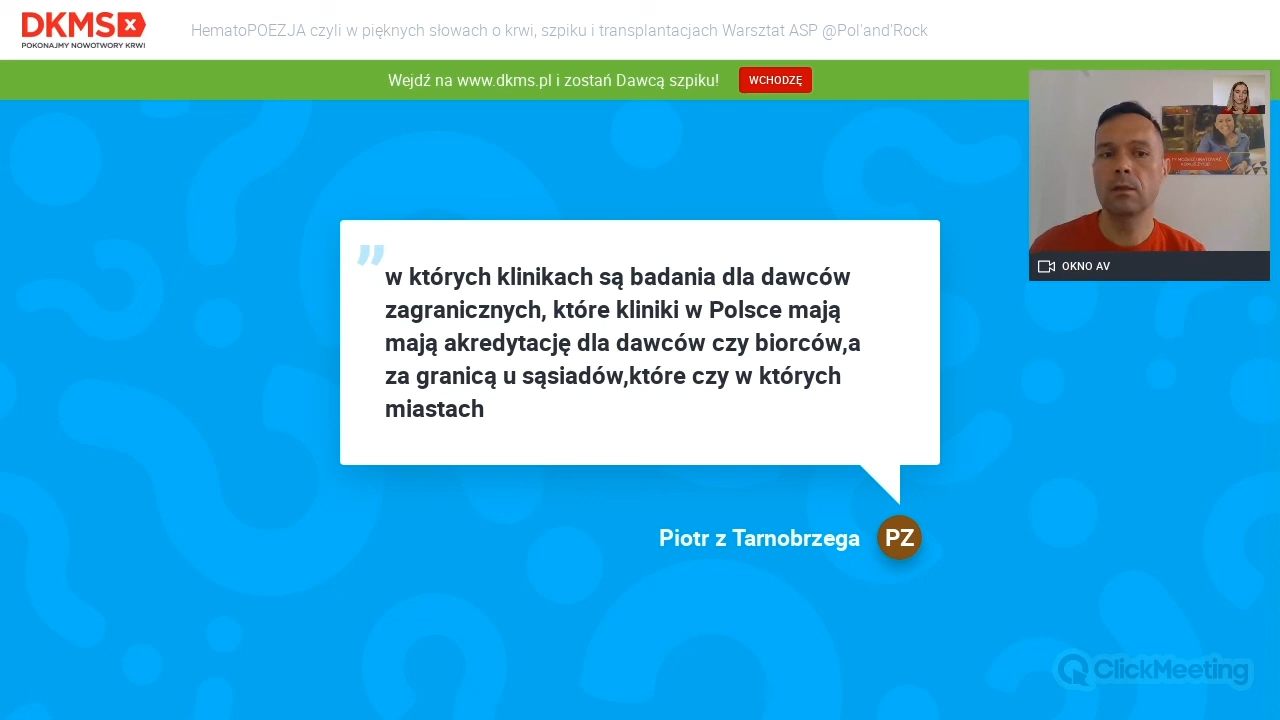 DKMS
POKONAJMY NOWOTWORY KRWI
HematoPOEZJA czyli w pięknych słowach o krwi, szpiku i transplantacjach Warsztat ASP @Pol'and'Rock
Wejdź na www.dkms.pl i zostań Dawcą szpiku!
WCHODZĘ
OKNO AV
w których klinikach są badania dla dawców
zagranicznych, które kliniki w Polsce mają
mają akredytację dla dawców czy biorców,a
za granicą u sąsiadów,które czy w których
miastach
Piotr z Tarnobrzega
PZ
ClickMeeting